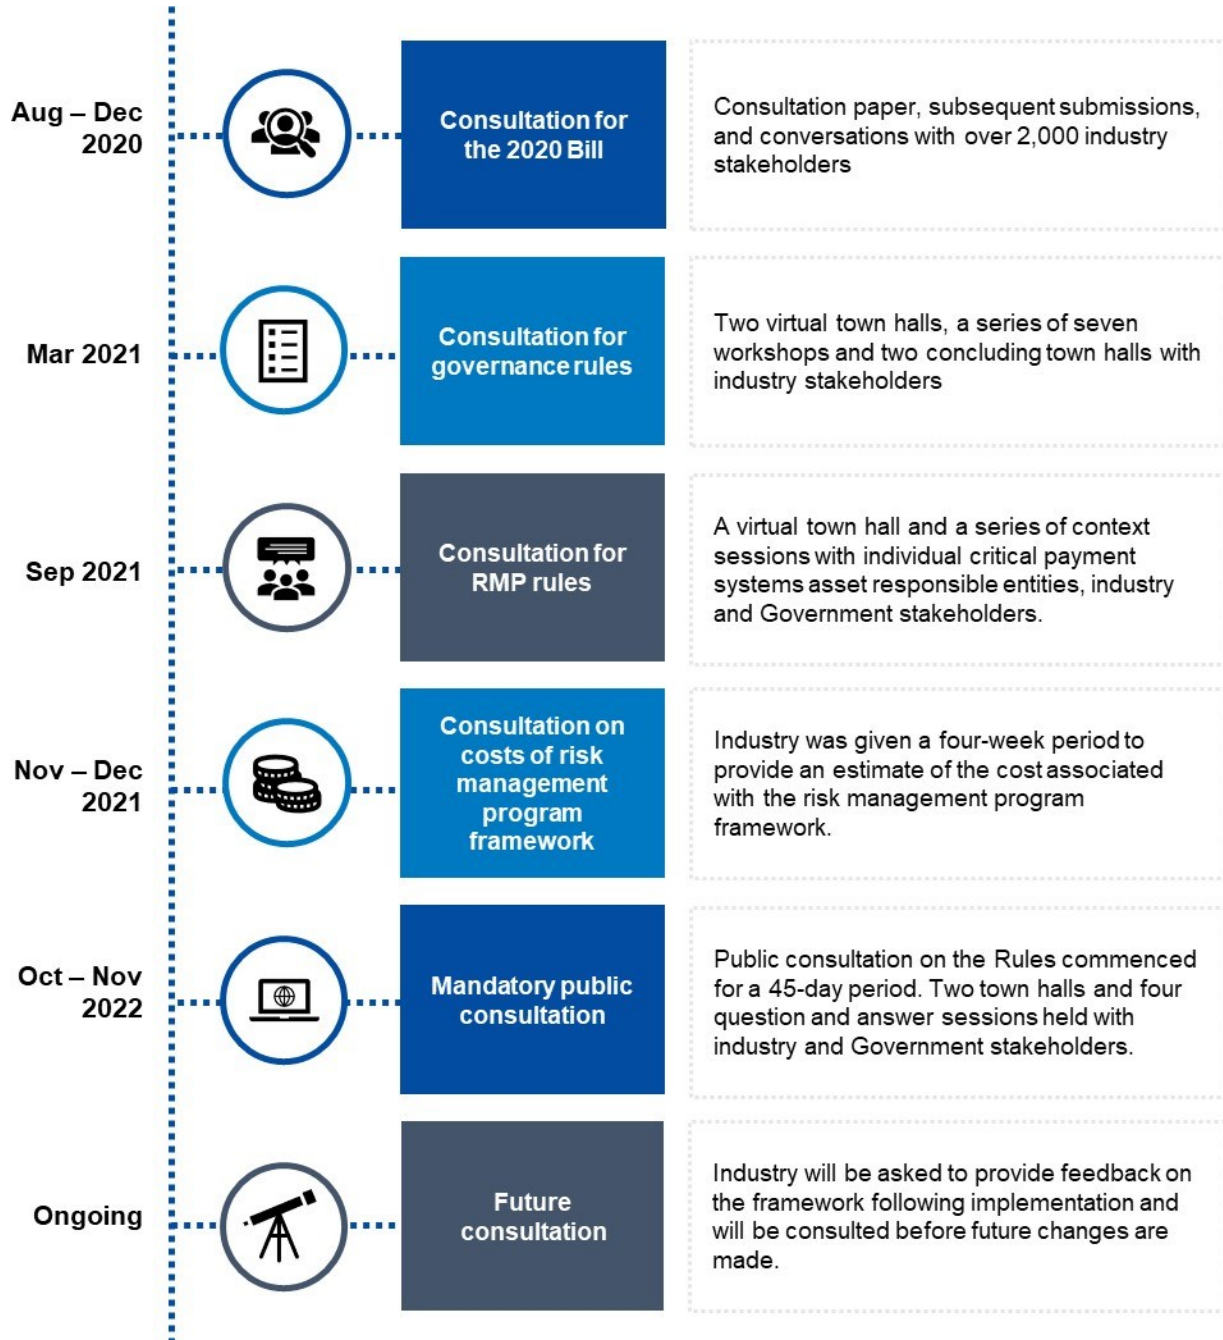 Aug – Dec
2020
Consultation for
the 2020 Bill
Consultation paper, subsequent submissions,
and conversations with over 2,000 industry
stakeholders
Mar 2021
Consultation for
governance rules
Two virtual town halls, a series of seven
workshops and two concluding town halls with
industry stakeholders
Sep 2021
Consultation for
RMP rules
A virtual town hall and a series of context
sessions with individual critical payment
systems asset responsible entities, industry
and Government stakeholders.
Nov – Dec
2021
Consultation on
costs of risk
management
program
framework
Industry was given a four-week period to
provide an estimate of the cost associated
with the risk management program
framework.
Oct – Nov
2022
Mandatory public
consultation
Public consultation on the Rules commenced
for a 45-day period. Two town halls and four
question and answer sessions held with
industry and Government stakeholders.
Ongoing
Future
consultation
Industry will be asked to provide feedback on
the framework following implementation and
will be consulted before future changes are
made.